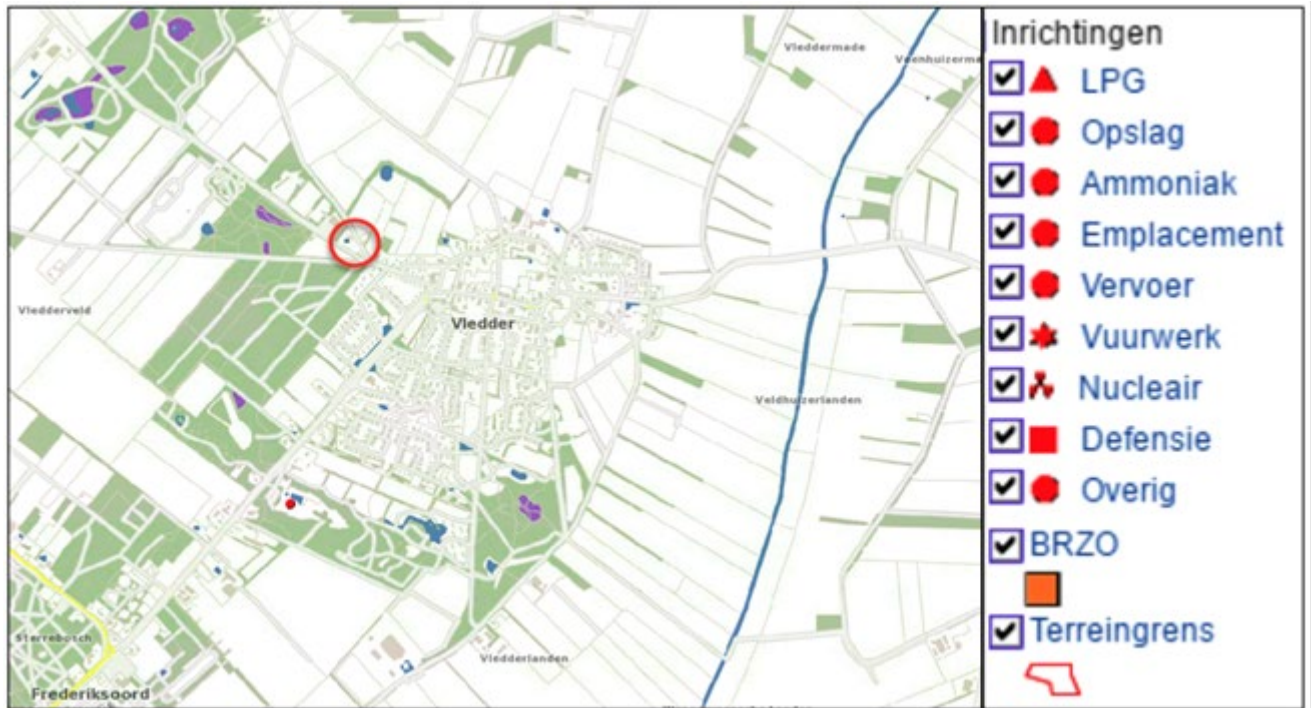 Vleddermade
Vledderveld
Vledder
Veldhuizerlanden
Sterrebosch
Vledderlanden
Frederiksoord
Inrichtingen
LPG
Opslag
Ammoniak
Emplacement
Vervoer
Vuurwerk
Nucleair
Defensie
Overig
BRZO
Terreingrens